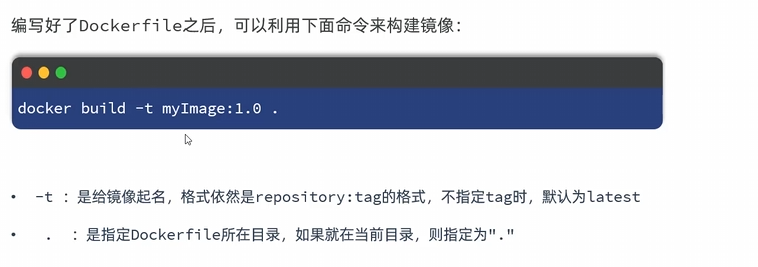 编写好了Dockerfile之后，可以利用下面命令来构建镜像：
docker build -t myImage:1.0 .
• -t ：是给镜像起名，格式依然是repository:tag的格式，不指定tag时，默认为latest
• . ：是指定Dockerfile所在目录，如果就在当前目录，则指定为"."